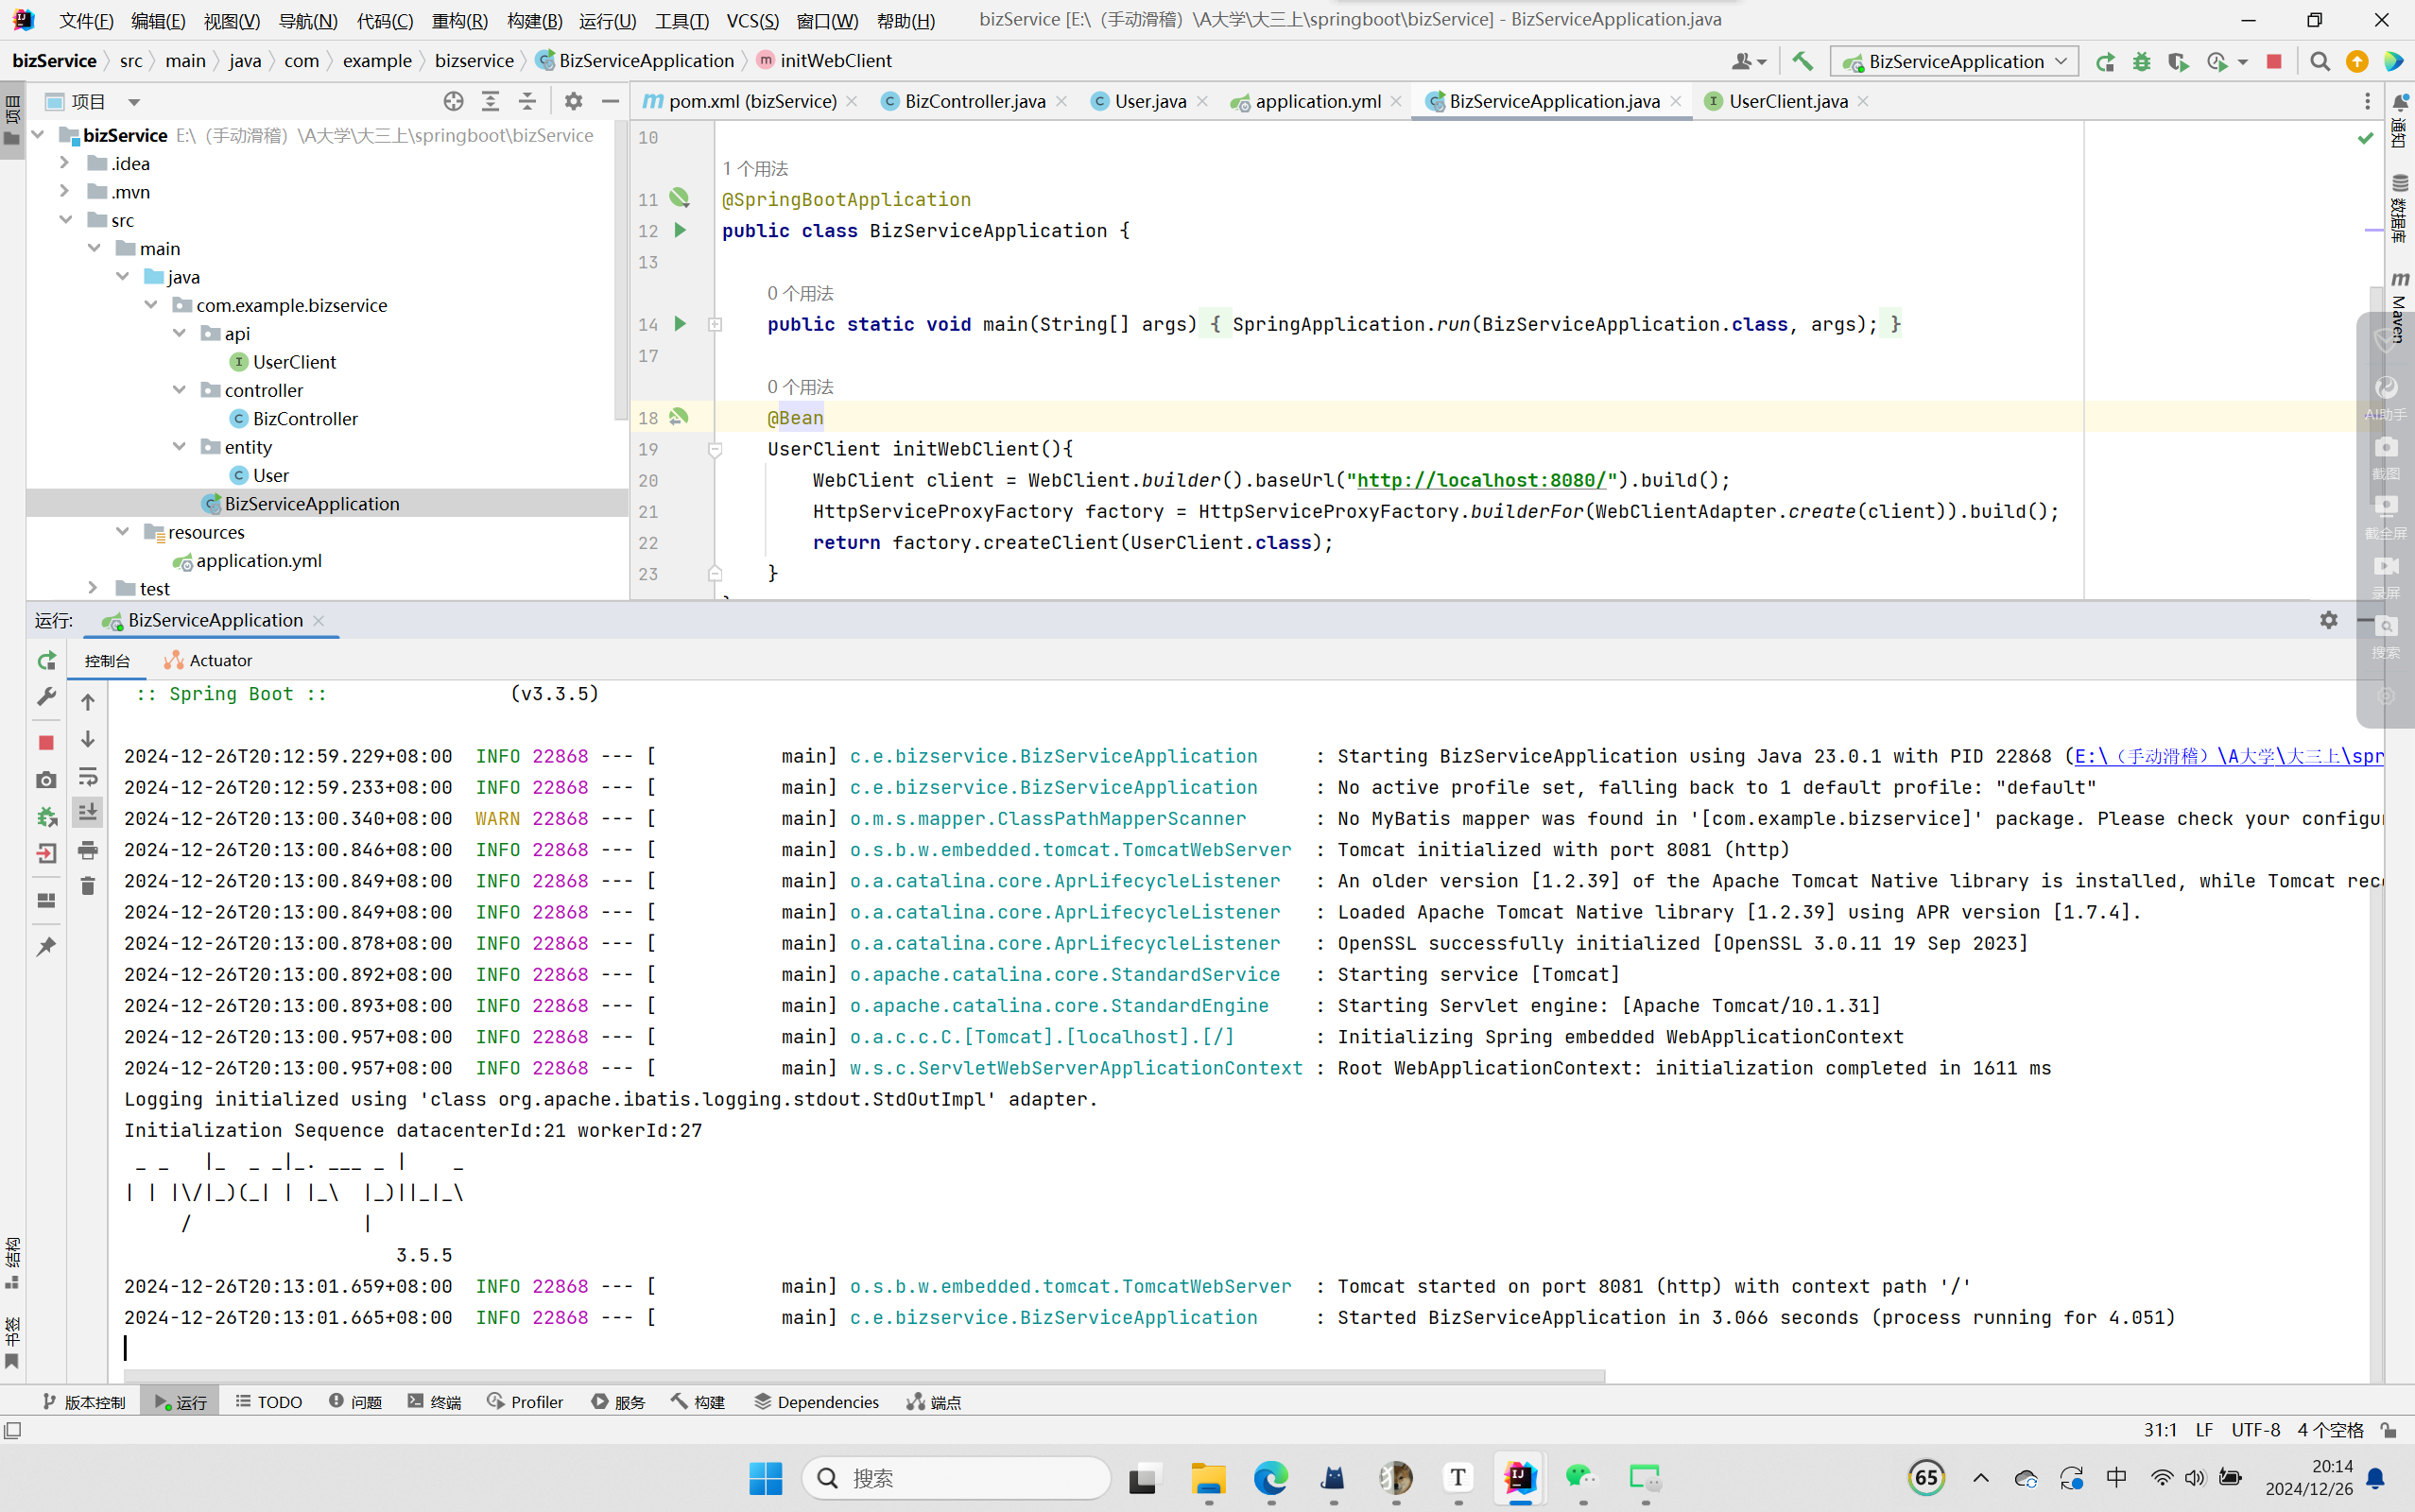 文件(F) 编辑(E) 视图(V) 导航(N) 代码(C) 重构(R) 构建(B) 运行(U) 工具(T) VCS(S) 窗口(W) 帮助(H) bizService [E:\（手动滑稽）\A大学\大三上\springboot\bizService] - BizServiceApplication.java
bizService src main java com example bizservice BizServiceApplication m initWebClient BizServiceApplication
项目
项目
m pom.xml (bizService) C BizController.java C User.java application.yml BizServiceApplication.java I UserClient.java
通知
数据库
m Maven
AI助手
截图
截全屏
录屏
搜索
bizService E:\（手动滑稽）\A大学\大三上\springboot\bizService
.idea
.mvn
src
main
java
com.example.bizservice
api
I UserClient
controller
C BizController
entity
C User
BizServiceApplication
resources
application.yml
test
10
1 个用法
11 @SpringBootApplication
12 public class BizServiceApplication {
13
0 个用法
14 public static void main(String[] args) { SpringApplication.run(BizServiceApplication.class, args); }
17
0 个用法
18 @Bean
19 UserClient initWebClient(){
20 WebClient client = WebClient.builder().baseUrl("http://localhost:8080/").build();
21 HttpServiceProxyFactory factory = HttpServiceProxyFactory.builderFor(WebClientAdapter.create(client)).build();
22 return factory.createClient(UserClient.class);
23 }
运行: BizServiceApplication
控制台 Actuator
:: Spring Boot :: (v3.3.5)
2024-12-26T20:12:59.229+08:00 INFO 22868 --- [ main] c.e.bizservice.BizServiceApplication : Starting BizServiceApplication using Java 23.0.1 with PID 22868 (E:\（手动滑稽）\A大学\大三上\spr
2024-12-26T20:12:59.233+08:00 INFO 22868 --- [ main] c.e.bizservice.BizServiceApplication : No active profile set, falling back to 1 default profile: "default"
2024-12-26T20:13:00.340+08:00 WARN 22868 --- [ main] o.m.s.mapper.ClassPathMapperScanner : No MyBatis mapper was found in '[com.example.bizservice]' package. Please check your configu
2024-12-26T20:13:00.846+08:00 INFO 22868 --- [ main] o.s.b.w.embedded.tomcat.TomcatWebServer : Tomcat initialized with port 8081 (http)
2024-12-26T20:13:00.849+08:00 INFO 22868 --- [ main] o.a.catalina.core.AprLifecycleListener : An older version [1.2.39] of the Apache Tomcat Native library is installed, while Tomcat rec
2024-12-26T20:13:00.849+08:00 INFO 22868 --- [ main] o.a.catalina.core.AprLifecycleListener : Loaded Apache Tomcat Native library [1.2.39] using APR version [1.7.4].
2024-12-26T20:13:00.878+08:00 INFO 22868 --- [ main] o.a.catalina.core.AprLifecycleListener : OpenSSL successfully initialized [OpenSSL 3.0.11 19 Sep 2023]
2024-12-26T20:13:00.892+08:00 INFO 22868 --- [ main] o.apache.catalina.core.StandardService : Starting service [Tomcat]
2024-12-26T20:13:00.893+08:00 INFO 22868 --- [ main] o.apache.catalina.core.StandardEngine : Starting Servlet engine: [Apache Tomcat/10.1.31]
2024-12-26T20:13:00.957+08:00 INFO 22868 --- [ main] o.a.c.c.C.[Tomcat].[localhost].[/] : Initializing Spring embedded WebApplicationContext
2024-12-26T20:13:00.957+08:00 INFO 22868 --- [ main] w.s.c.ServletWebServerApplicationContext : Root WebApplicationContext: initialization completed in 1611 ms
Logging initialized using 'class org.apache.ibatis.logging.stdout.StdOutImpl' adapter.
Initialization Sequence datacenterId:21 workerId:27
 _ _   |_  _ _|_. ___ _ |    _
| | |\/|_)(_| | |_\  |_)||_|_\
     /               |
3.5.5
2024-12-26T20:13:01.659+08:00 INFO 22868 --- [ main] o.s.b.w.embedded.tomcat.TomcatWebServer : Tomcat started on port 8081 (http) with context path '/'
2024-12-26T20:13:01.665+08:00 INFO 22868 --- [ main] c.e.bizservice.BizServiceApplication : Started BizServiceApplication in 3.066 seconds (process running for 4.051)
结构
书签
版本控制 运行 TODO 问题 终端 Profiler 服务 构建 Dependencies 端点
31:1 LF UTF-8 4 个空格
搜索 T IJ 65 中 20:14
2024/12/26